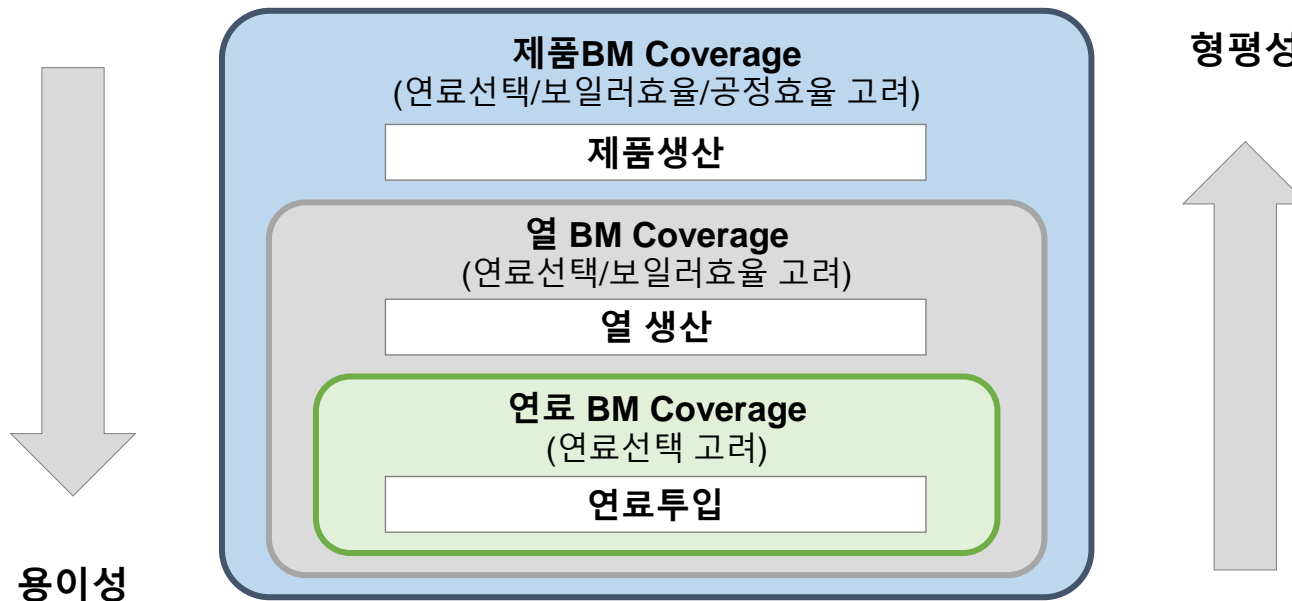 제품BM Coverage
(연료선택/보일러효율/공정효율 고려)
제품생산
열 BM Coverage
(연료선택/보일러효율 고려)
열 생산
연료 BM Coverage
(연료선택 고려)
연료투입
형평성
용이성